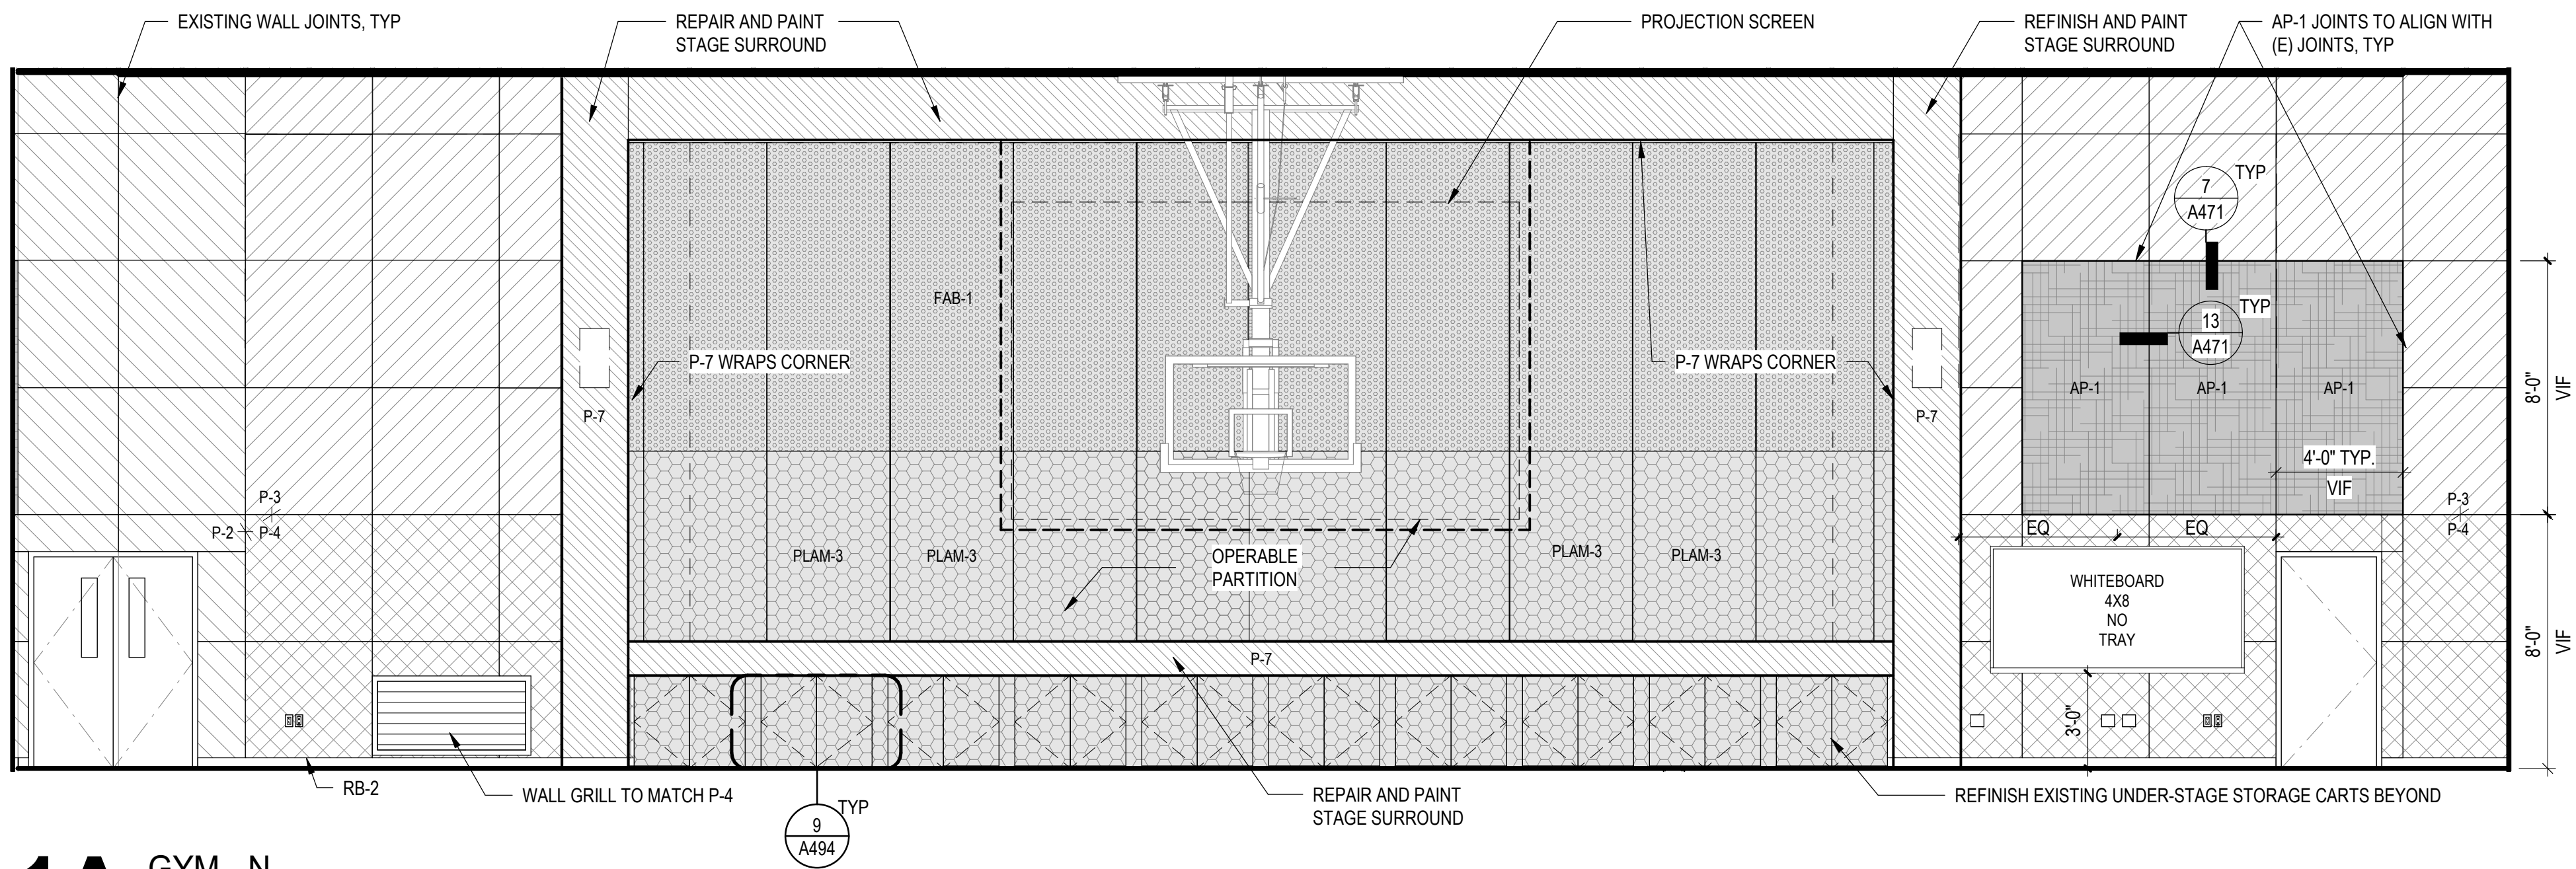 EXISTING WALL JOINTS, TYP
REPAIR AND PAINT
STAGE SURROUND
PROJECTION SCREEN
REFINISH AND PAINT
STAGE SURROUND
AP-1 JOINTS TO ALIGN WITH
(E) JOINTS, TYP
7
A471
TYP
13
A471
TYP
FAB-1
P-7 WRAPS CORNER
P-7 WRAPS CORNER
P-7
P-7
AP-1
AP-1
AP-1
8'-0"
VIF
4'-0" TYP.
VIF
P-3
P-2
P-4
P-3
P-4
EQ
EQ
PLAM-3
PLAM-3
OPERABLE
PARTITION
PLAM-3
PLAM-3
WHITEBOARD
4X8
NO
TRAY
8'-0"
VIF
P-7
3'-0"
RB-2
WALL GRILL TO MATCH P-4
REPAIR AND PAINT
STAGE SURROUND
REFINISH EXISTING UNDER-STAGE STORAGE CARTS BEYOND
9
A494
TYP
1A
GYM - N